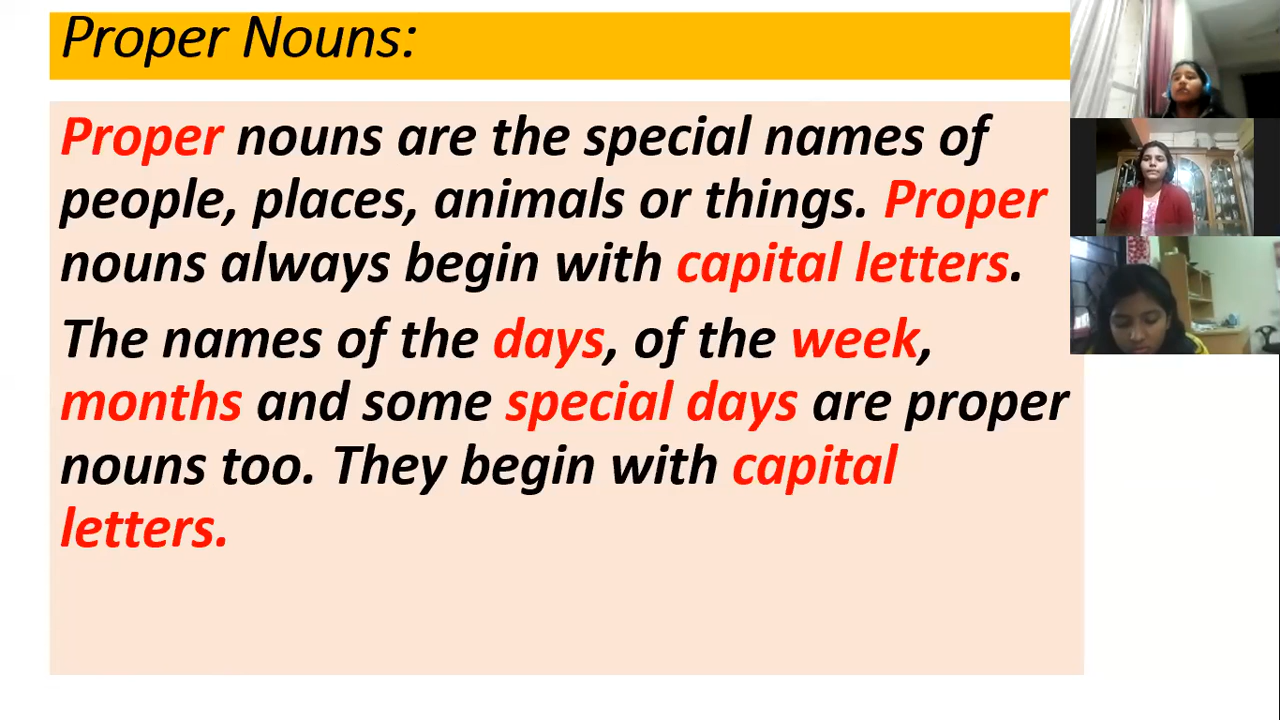 Proper Nouns:
Proper nouns are the special names of
people, places, animals or things. Proper
nouns always begin with capital letters.
The names of the days, of the week,
months and some special days are proper
nouns too. They begin with capital
letters.